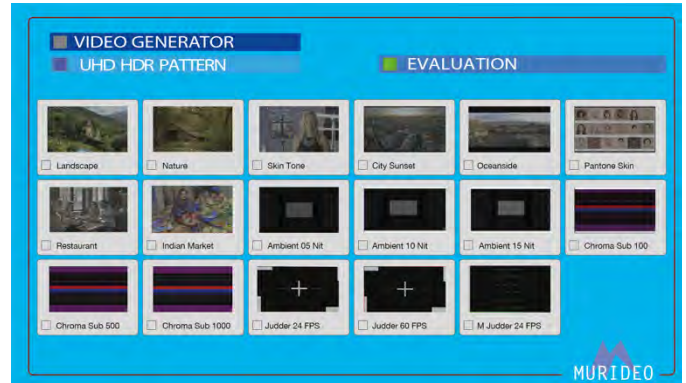 VIDEO GENERATOR
UHD HDR PATTERN
EVALUATION
Landscape
Nature
Skin Tone
City Sunset
Oceanside
Pantone Skin
Restaurant
Indian Market
Ambient 05 Nit
Ambient 10 Nit
Ambient 15 Nit
Chroma Sub 100
Chroma Sub 500
Chroma Sub 1000
Judder 24 FPS
Judder 60 FPS
M Judder 24 FPS
MURIDEO